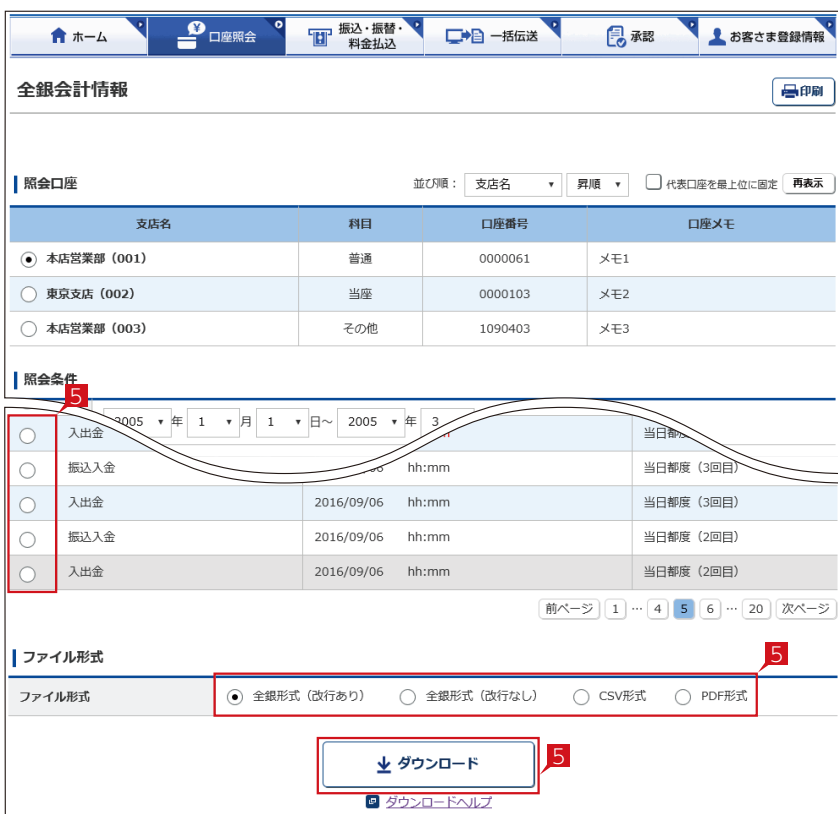 ホーム 口座照会 振込・振替・料金払込 一括伝送 承認 お客さま登録情報
全銀会計情報 印刷
照会口座 並び順： 支店名 昇順 代表口座を最上位に固定 再表示
支店名 科目 口座番号 口座メモ
本店営業部（001） 普通 0000061 メモ1
東京支店（002） 当座 0000103 メモ2
本店営業部（003） その他 1090403 メモ3
照会条件
5
2005 年 1 月 1 日～ 2005 年 3
入出金 当日都度
振込入金 hh:mm 当日都度（3回目）
入出金 2016/09/06 hh:mm 当日都度（3回目）
振込入金 2016/09/06 hh:mm 当日都度（2回目）
入出金 2016/09/06 hh:mm 当日都度（2回目）
前ページ 1 … 4 5 6 … 20 次ページ
ファイル形式
5
ファイル形式 全銀形式（改行あり） 全銀形式（改行なし） CSV形式 PDF形式
ダウンロード 5
ダウンロードヘルプ